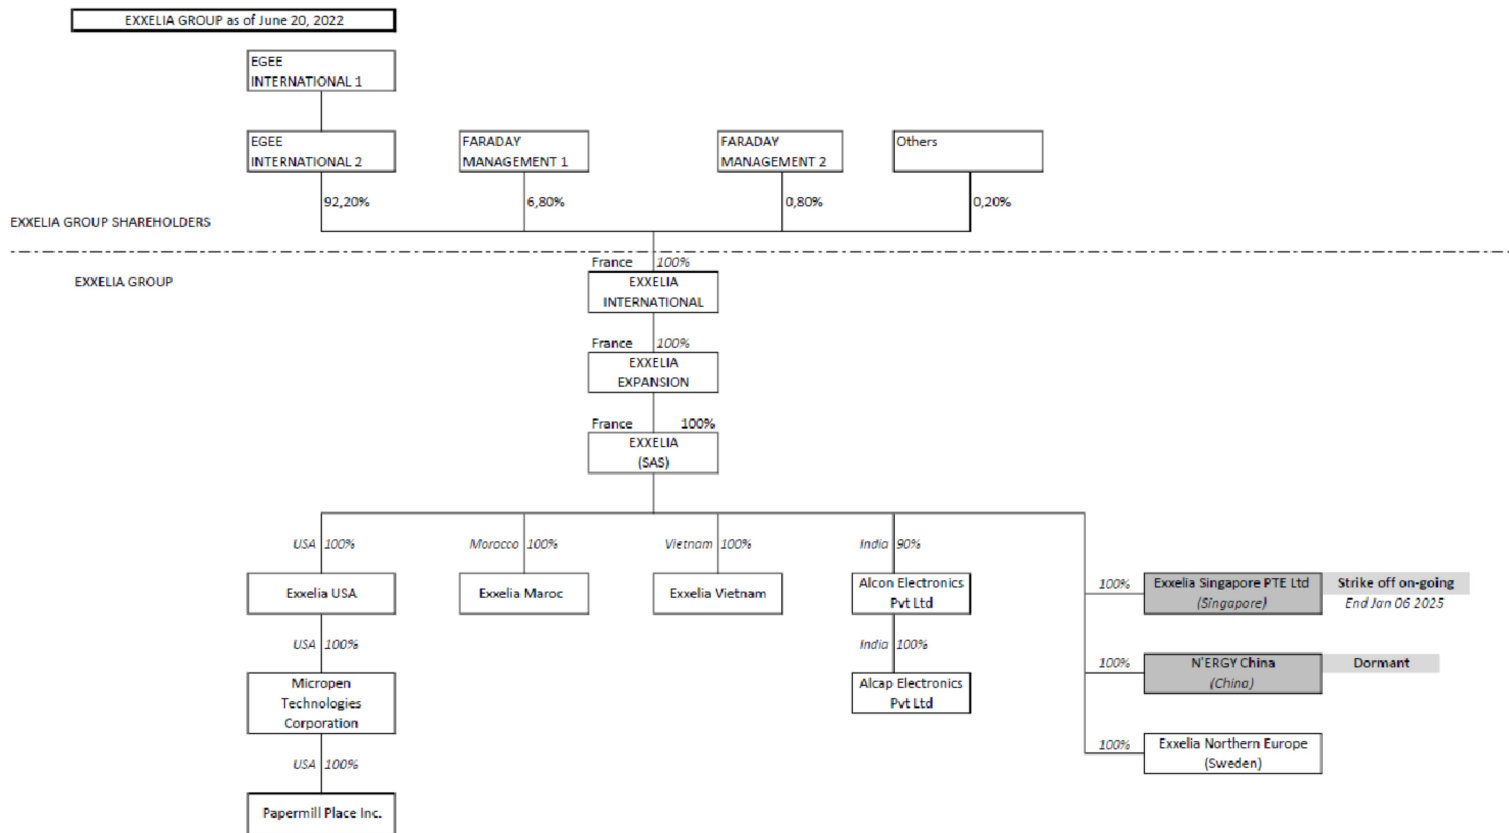 EXXELIA GROUP as of June 20, 2022
EGEE
INTERNATIONAL 1
EGEE
INTERNATIONAL 2
FARADAY
MANAGEMENT 1
FARADAY
MANAGEMENT 2
Others
92,20%
6,80%
0,80%
0,20%
EXXELIA GROUP SHAREHOLDERS
EXXELIA GROUP
France 100%
EXXELIA
INTERNATIONAL
France 100%
EXXELIA
EXPANSION
France 100%
EXXELIA
(SAS)
USA 100%
Morocco 100%
Vietnam 100%
India 90%
Exxelia USA
Exxelia Maroc
Exxelia Vietnam
Alcon Electronics
Pvt Ltd
100%
Exxelia Singapore PTE Ltd
(Singapore)
Strike off on-going
End Jan 06 2025
USA 100%
India 100%
Micropen
Technologies
Corporation
Alcap Electronics
Pvt Ltd
100%
N'ERGY China
(China)
Dormant
100%
Exxelia Northern Europe
(Sweden)
USA 100%
Papermill Place Inc.